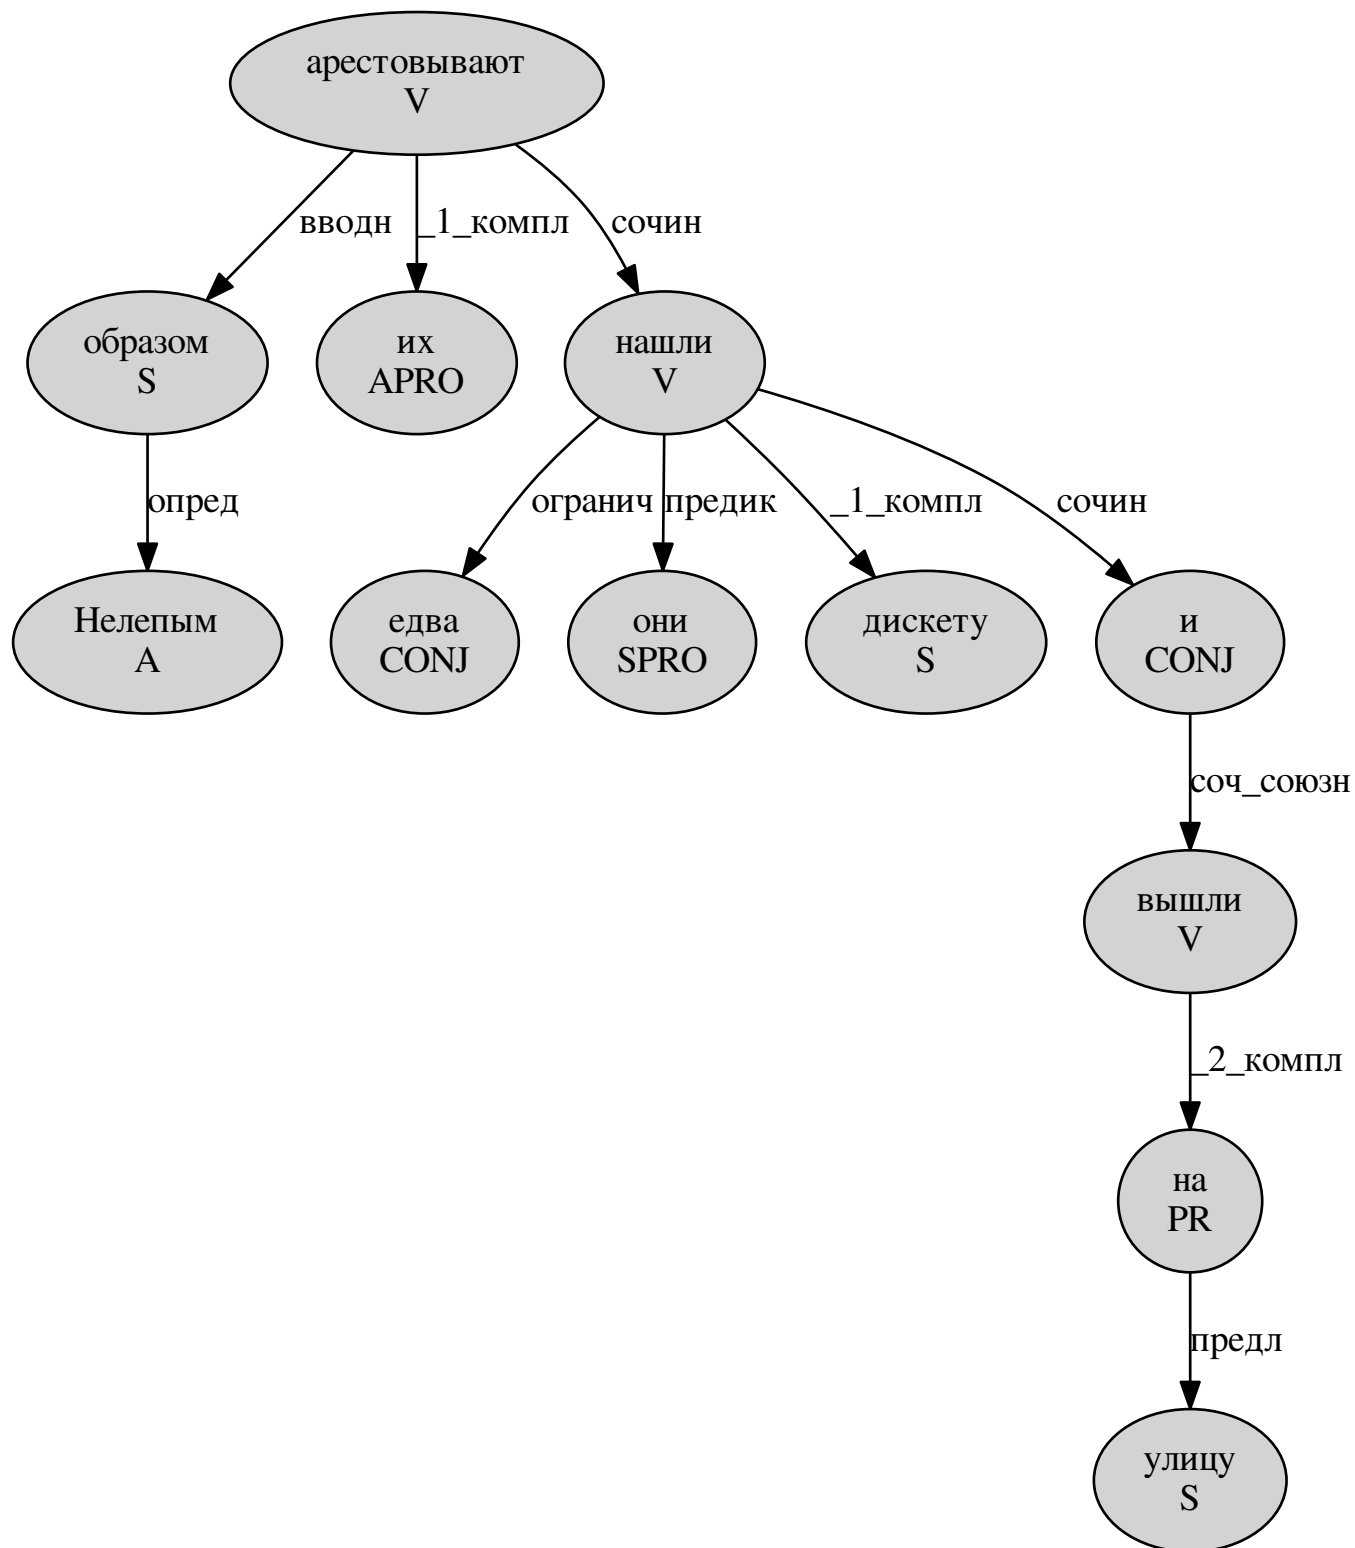 арестовывают
V
вводн
_1_компл
сочин
образом
S
их
APRO
нашли
V
опред
огранич
предик
_1_компл
сочин
Нелепым
A
едва
CONJ
они
SPRO
дискету
S
и
CONJ
соч_союзн
вышли
V
_2_компл
на
PR
предл
улицу
S